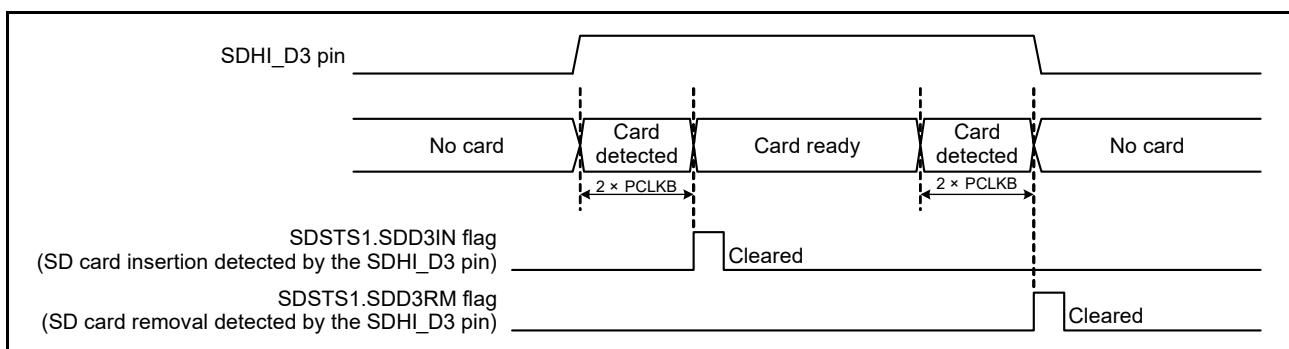 SDHI_D3 pin
No card
Card
detected
Card ready
Card
detected
No card
2 × PCLKB
2 × PCLKB
SDSTS1.SDD3IN flag
(SD card insertion detected by the SDHI_D3 pin)
Cleared
SDSTS1.SDD3RM flag
(SD card removal detected by the SDHI_D3 pin)
Cleared